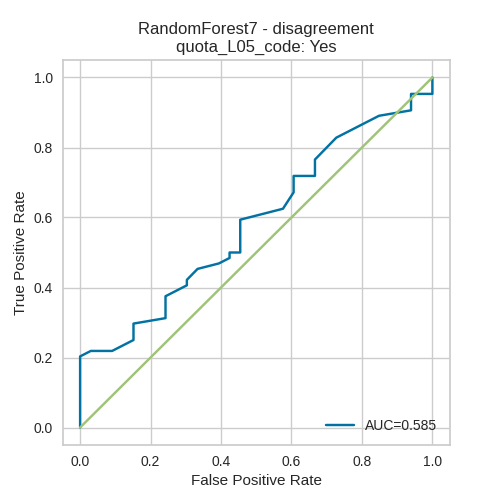 RandomForest7 - disagreement
quota_L05_code: Yes
True Positive Rate
1.0
0.8
0.6
0.4
0.2
0.0
AUC=0.585
0.0 0.2 0.4 0.6 0.8 1.0
False Positive Rate